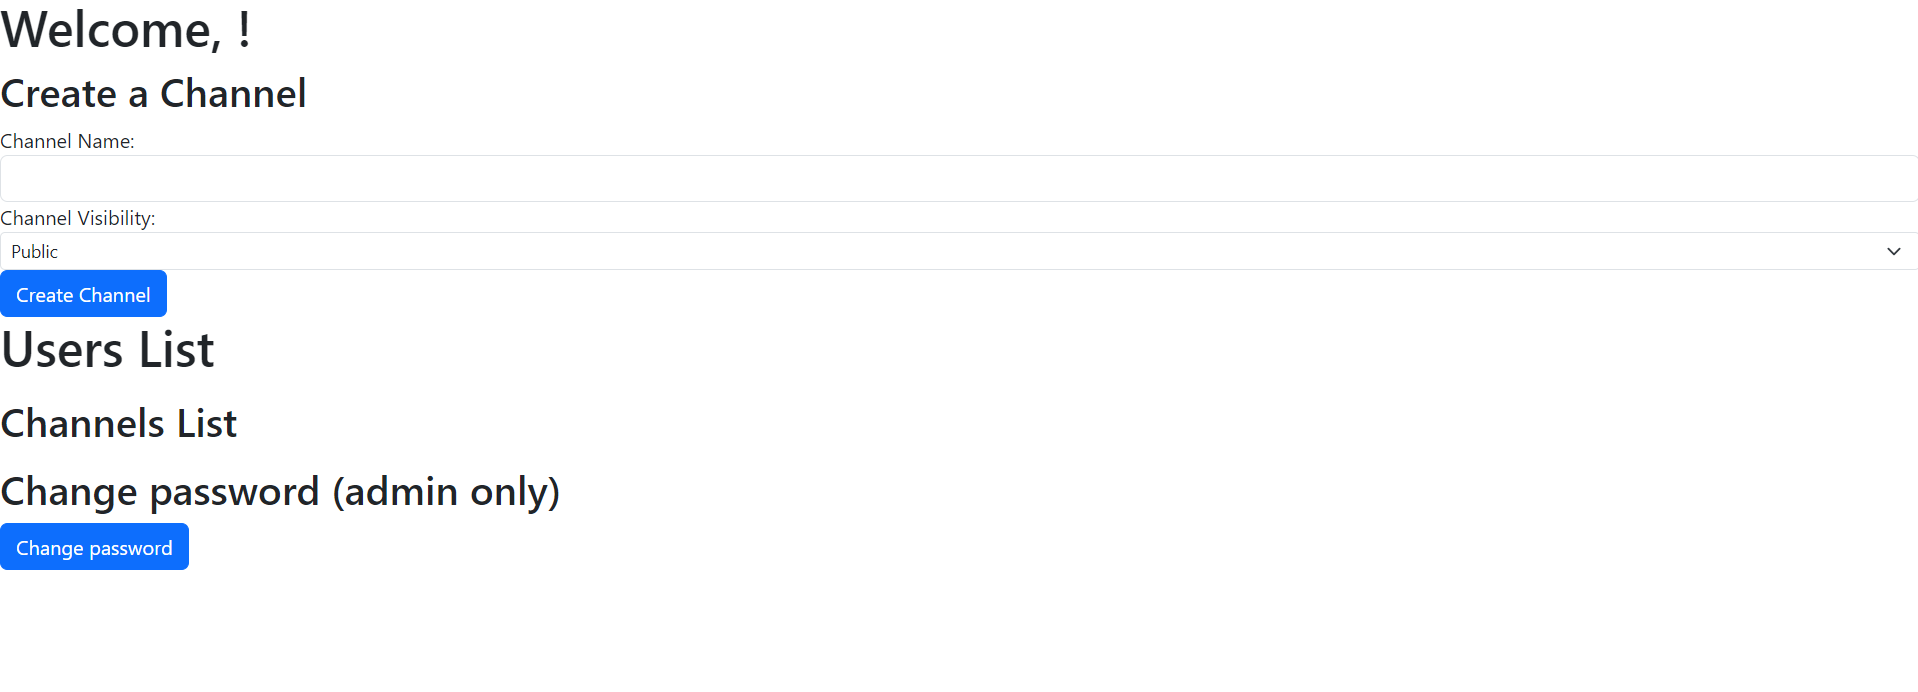 Welcome, !
Create a Channel
Channel Name:
Channel Visibility:
Public
Create Channel
Users List
Channels List
Change password (admin only)
Change password